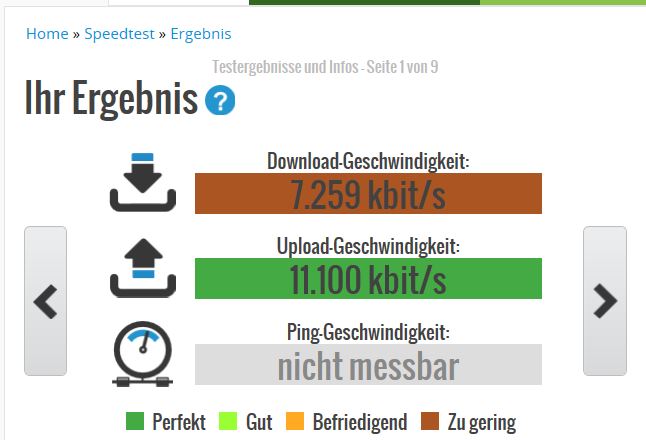 Home » Speedtest » Ergebnis
Testergebnisse und Infos - Seite 1 von 9
Ihr Ergebnis ?
Download-Geschwindigkeit:
7.259 kbit/s
Upload-Geschwindigkeit:
11.100 kbit/s
Ping-Geschwindigkeit:
nicht messbar
Perfekt Gut Befriedigend Zu gering